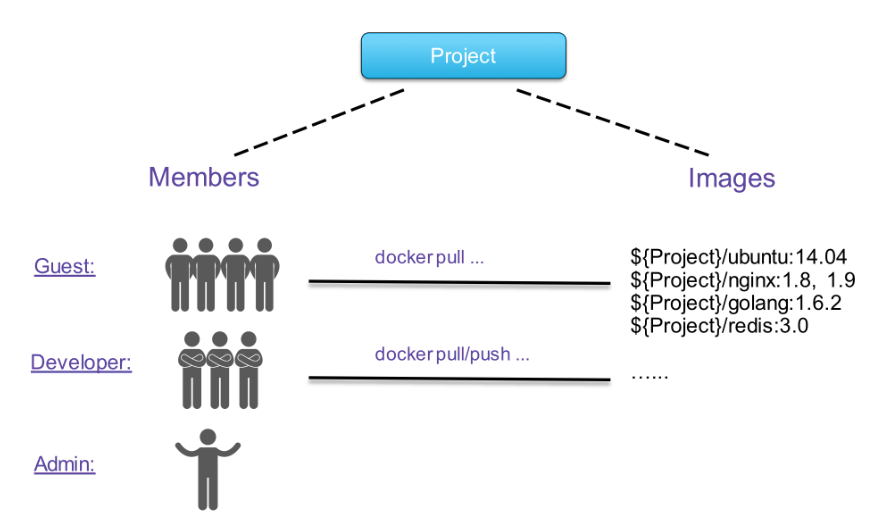 Project
Members
Images
Guest:
docker pull ...
${Project}/ubuntu:14.04
${Project}/nginx:1.8, 1.9
${Project}/golang:1.6.2
${Project}/redis:3.0
Developer:
docker pull/push ...
......
Admin: